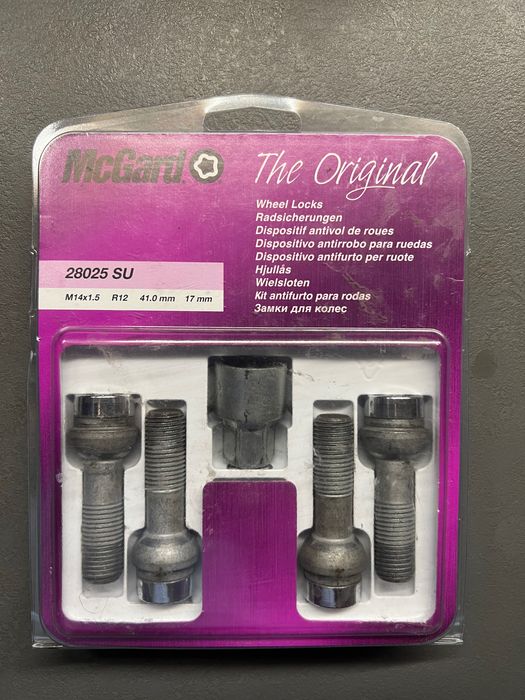 McGard
The Original
Wheel Locks
Radsicherungen
Dispositif antivol de roues
Dispositivo antirrobo para ruedas
Dispositivo antifurto per ruote
Hjullås
Wielsloten
Kit antifurto para rodas
Замки для колес
28025 SU
M14x1.5 R12 41.0 mm 17 mm